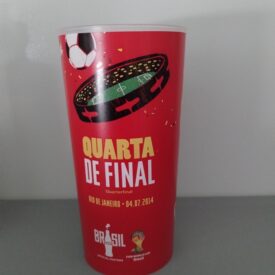 QUARTA
DE FINAL
Quarterfinal
RIO DE JANEIRO • 04.07.2014
BRASIL